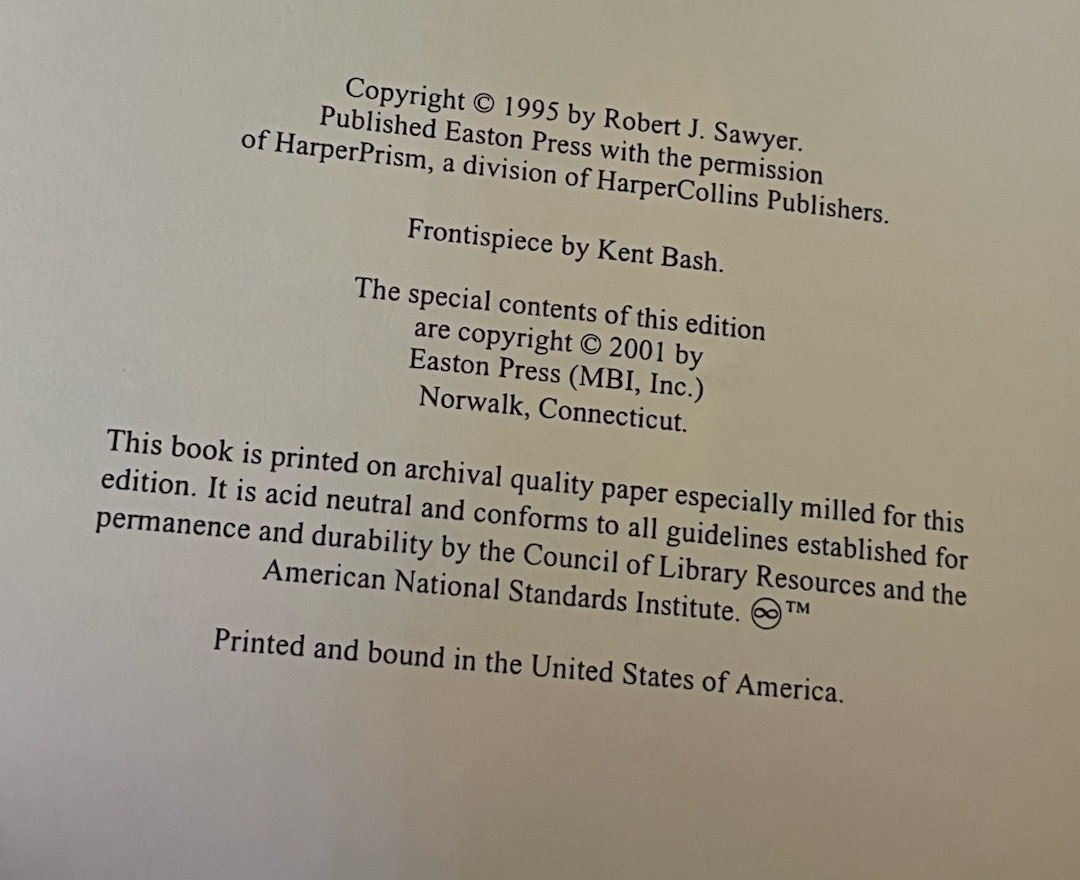 Copyright © 1995 by Robert J. Sawyer.
Published Easton Press with the permission
of HarperPrism, a division of HarperCollins Publishers.
Frontispiece by Kent Bash.
The special contents of this edition
are copyright © 2001 by
Easton Press (MBI, Inc.)
Norwalk, Connecticut.
This book is printed on archival quality paper especially milled for this
edition. It is acid neutral and conforms to all guidelines established for
permanence and durability by the Council of Library Resources and the
American National Standards Institute. ♾™
Printed and bound in the United States of America.